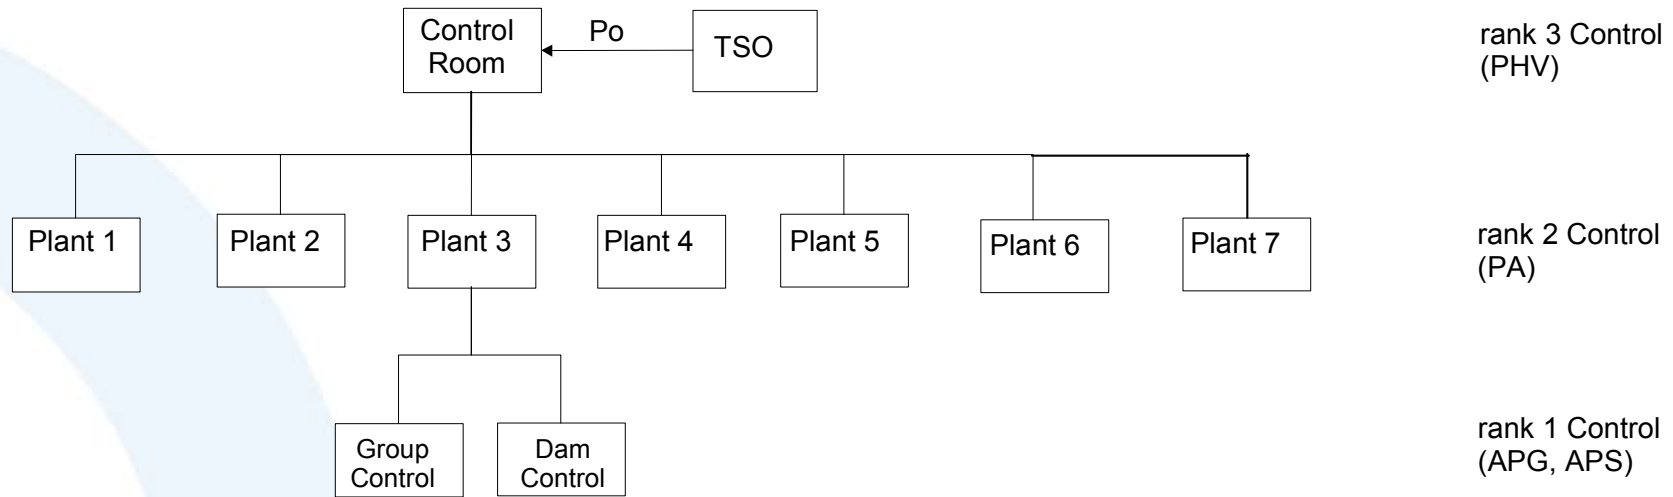 Control
Room
Po
TSO
rank 3 Control
(PHV)
Plant 1
Plant 2
Plant 3
Plant 4
Plant 5
Plant 6
Plant 7
rank 2 Control
(PA)
Group
Control
Dam
Control
rank 1 Control
(APG, APS)